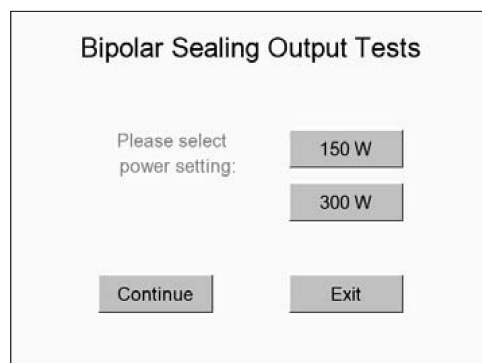 Bipolar Sealing Output Tests
Please select
power setting:
150 W
300 W
Continue
Exit